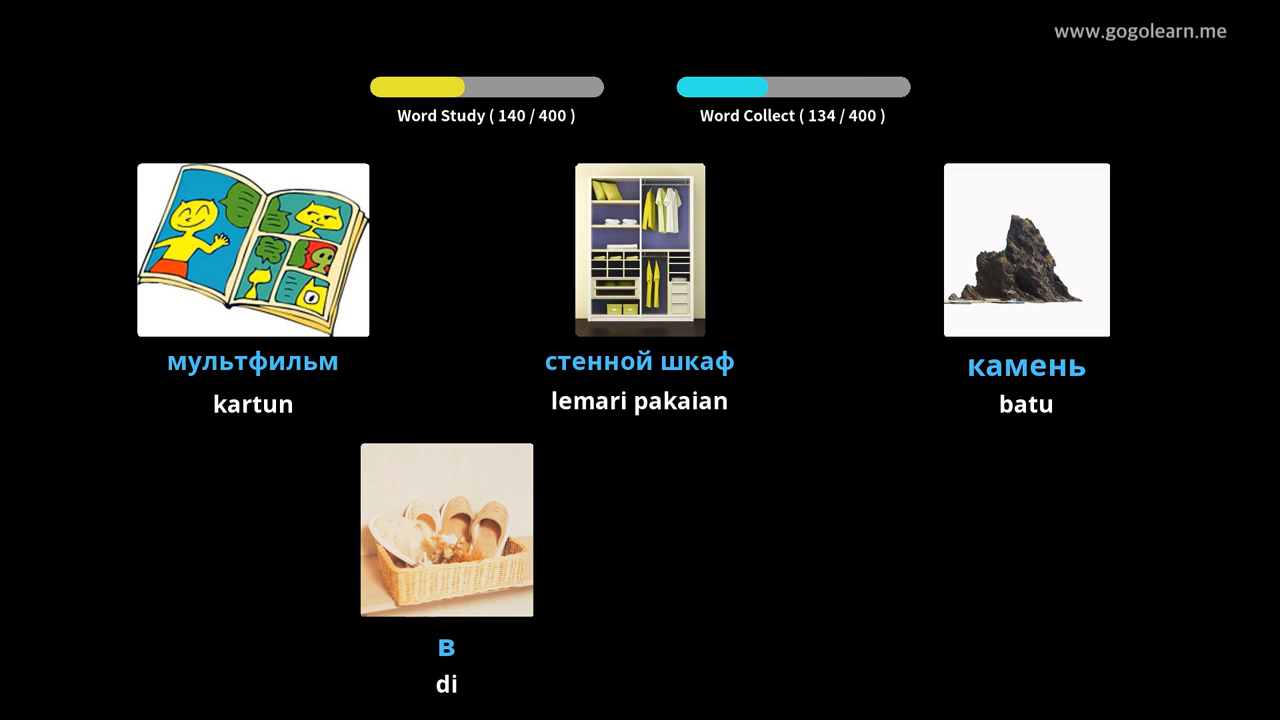 www.gogolearn.me
Word Study ( 140 / 400 )
Word Collect ( 134 / 400 )
мультфильм
стенной шкаф
камень
kartun
lemari pakaian
batu
в
di